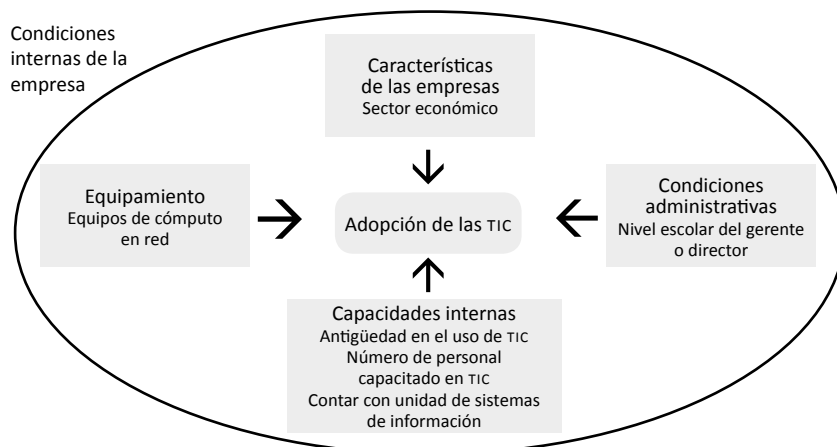 Condiciones
internas de la
empresa
Características
de las empresas
Sector económico
Equipamiento
Equipos de cómputo
en red
Adopción de las TIC
Condiciones
administrativas
Nivel escolar del gerente
o director
Capacidades internas
Antigüedad en el uso de TIC
Número de personal
capacitado en TIC
Contar con unidad de sistemas
de información